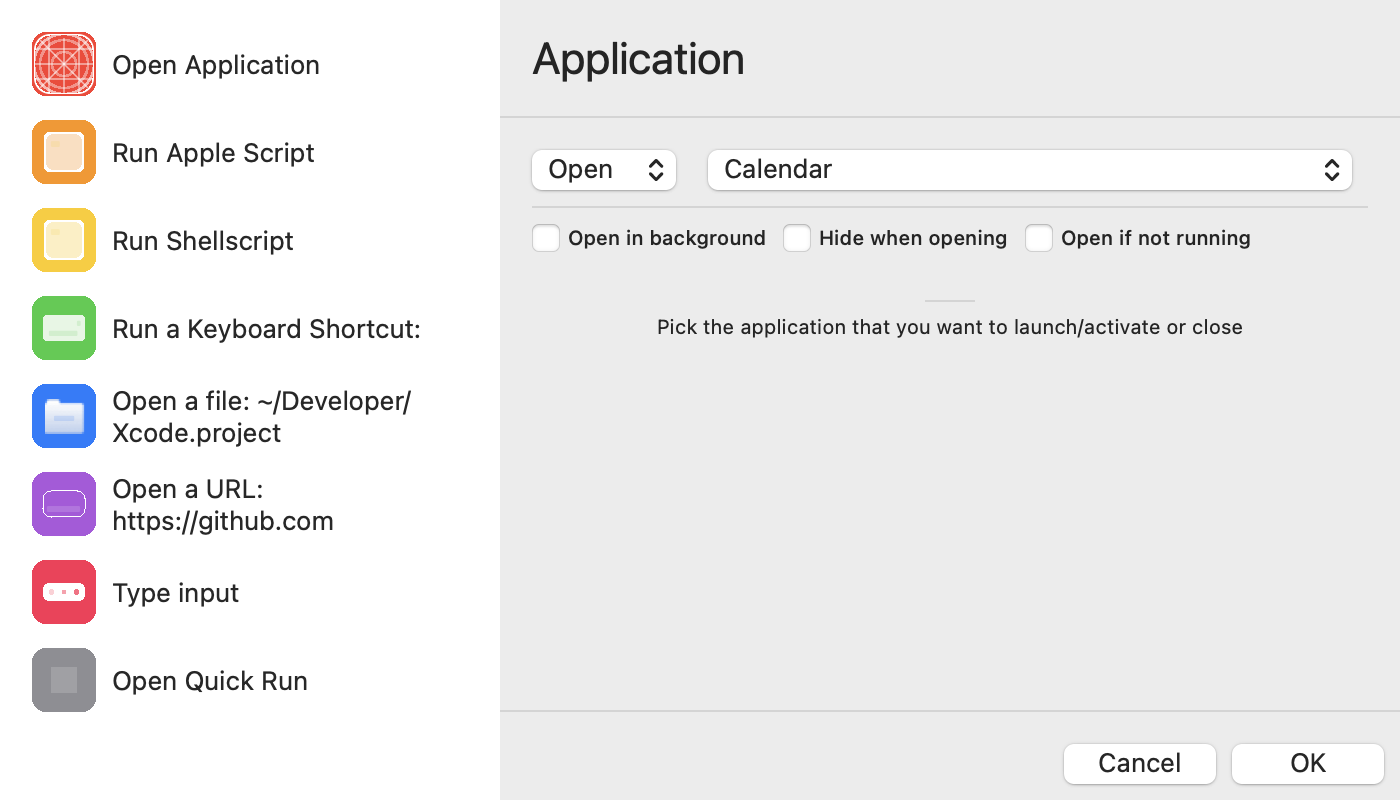 Open Application
Run Apple Script
Run Shellscript
Run a Keyboard Shortcut:
Open a file: ~/Developer/
Xcode.project
Open a URL:
https://github.com
Type input
Open Quick Run
Application
Open
Calendar
Open in background
Hide when opening
Open if not running
Pick the application that you want to launch/activate or close
Cancel
OK